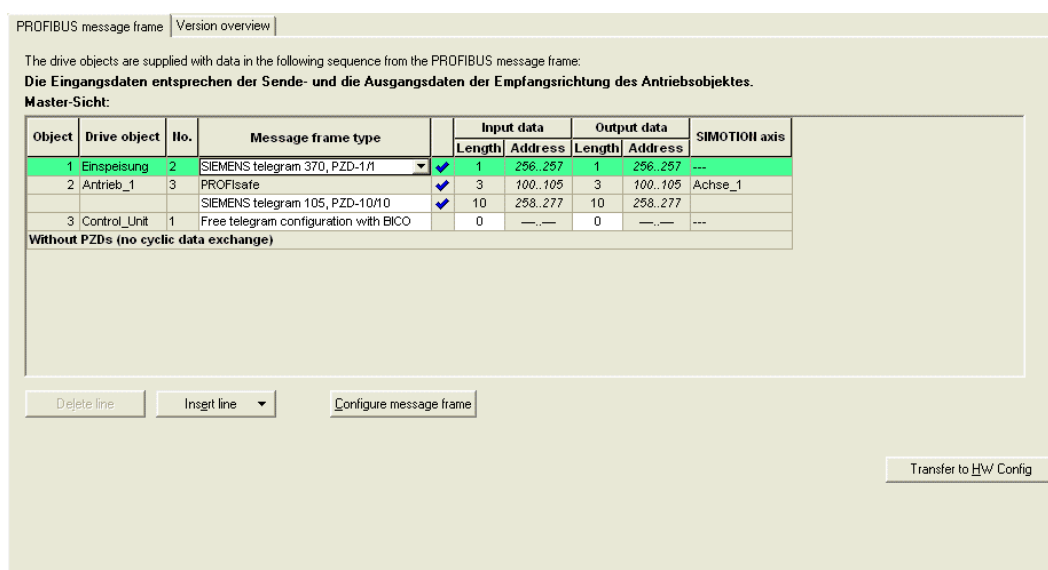 PROFIBUS message frame Version overview
The drive objects are supplied with data in the following sequence from the PROFIBUS message frame:
Die Eingangsdaten entsprechen der Sende- und die Ausgangsdaten der Empfangsrichtung des Antriebsobjektes.
Master-Sicht:
Object Drive object No. Message frame type Input data Output data SIMOTION axis
Length Address Length Address
1 Einspeisung 2 SIEMENS telegram 370, PZD-1/1 1 256..257 1 256..257 ---
2 Antrieb_1 3 PROFIsafe 3 100..105 3 100..105 Achse_1
SIEMENS telegram 105, PZD-10/10 10 258..277 10 258..277
3 Control_Unit 1 Free telegram configuration with BICO 0 —..— 0 —..— ---
Without PZDs (no cyclic data exchange)
Delete line Insert line Configure message frame
Transfer to HW Config